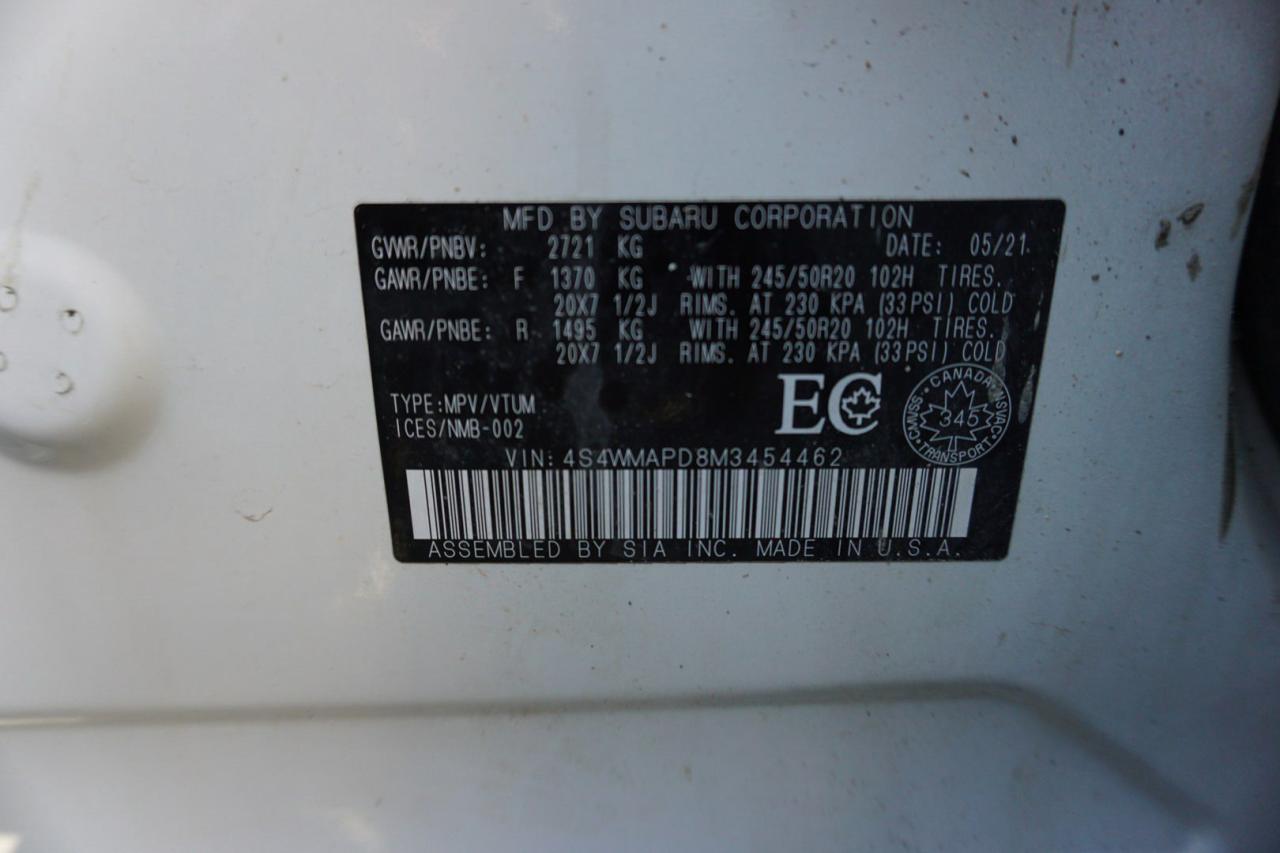 MFD BY SUBARU CORPORATION
GVWR/PNBV: 2721 KG DATE: 05/21
GAWR/PNBE: F 1370 KG WITH 245/50R20 102H TIRES.
20X7 1/2J RIMS. AT 230 KPA (33PSI) COLD
GAWR/PNBE: R 1495 KG WITH 245/50R20 102H TIRES.
20X7 1/2J RIMS. AT 230 KPA (33PSI) COLD
TYPE:MPV/VTUM
ICES/NMB-002
EC
CANADA
CMVSS 345 NSVAC
TRANSPORT
VIN: 4S4WMAPD8M3454462
ASSEMBLED BY SIA INC. MADE IN U.S.A.